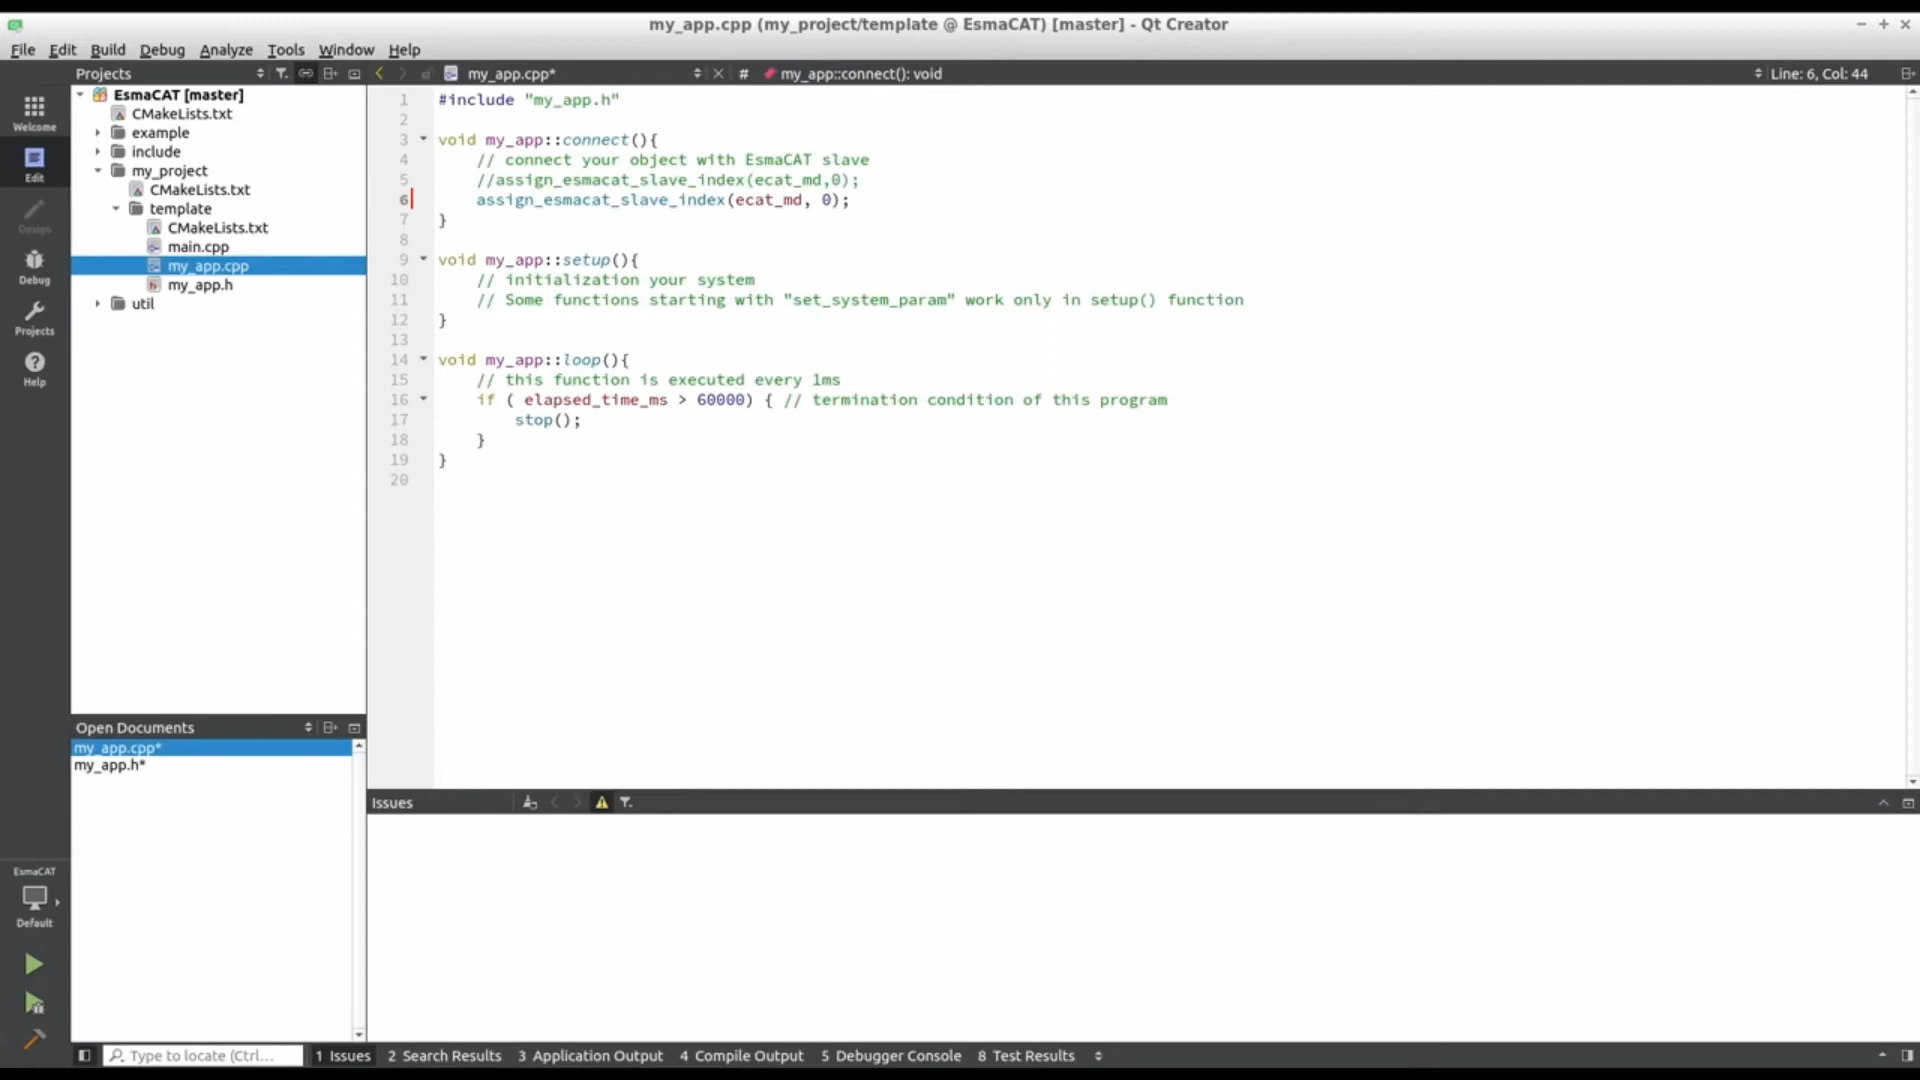 my_app.cpp (my_project/template @ EsmaCAT) [master] - Qt Creator
File Edit Build Debug Analyze Tools Window Help
Projects
my_app.cpp*
# my_app::connect(): void
Line: 6, Col: 44
Welcome
Edit
Design
Debug
Projects
Help
EsmaCAT [master]
CMakeLists.txt
example
include
my_project
CMakeLists.txt
template
CMakeLists.txt
main.cpp
my_app.cpp
my_app.h
util
1 #include "my_app.h"
2
3 void my_app::connect(){
4 // connect your object with EsmaCAT slave
5 //assign_esmacat_slave_index(ecat_md,0);
6 assign_esmacat_slave_index(ecat_md, 0);
7 }
8
9 void my_app::setup(){
10 // initialization your system
11 // Some functions starting with "set_system_param" work only in setup() function
12 }
13
14 void my_app::loop(){
15 // this function is executed every 1ms
16 if ( elapsed_time_ms > 60000) { // termination condition of this program
17 stop();
18 }
19 }
20
Open Documents
my_app.cpp*
my_app.h*
Issues
EsmaCAT
Default
Type to locate (Ctrl...
1 Issues 2 Search Results 3 Application Output 4 Compile Output 5 Debugger Console 8 Test Results